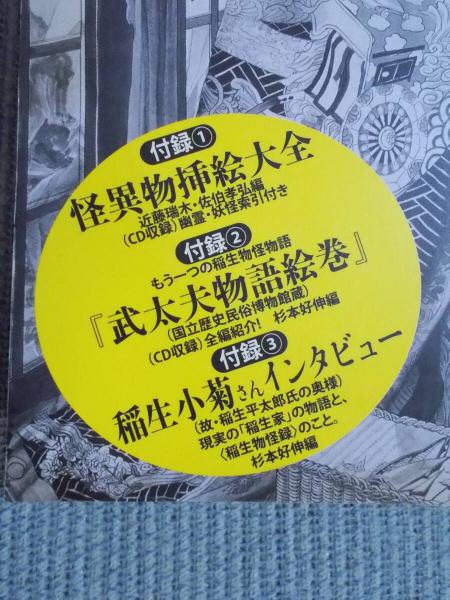 付録①
怪異物挿絵大全
近藤瑞木・佐伯孝弘編
(CD収録)幽霊・妖怪索引付き
付録②
もう一つの稲生物怪物語
『武太夫物語絵巻』
(国立歴史民俗博物館蔵)
(CD収録)全編紹介! 杉本好伸編
付録③
稲生小菊さんインタビュー
(故・稲生平太郎氏の奥様)
現実の「稲生家」の物語と、
〈稲生物怪録〉のこと。
杉本好伸編